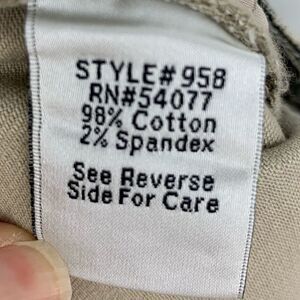 STYLE#958
RN#54077
98% Cotton
2% Spandex
See Reverse
Side For Care